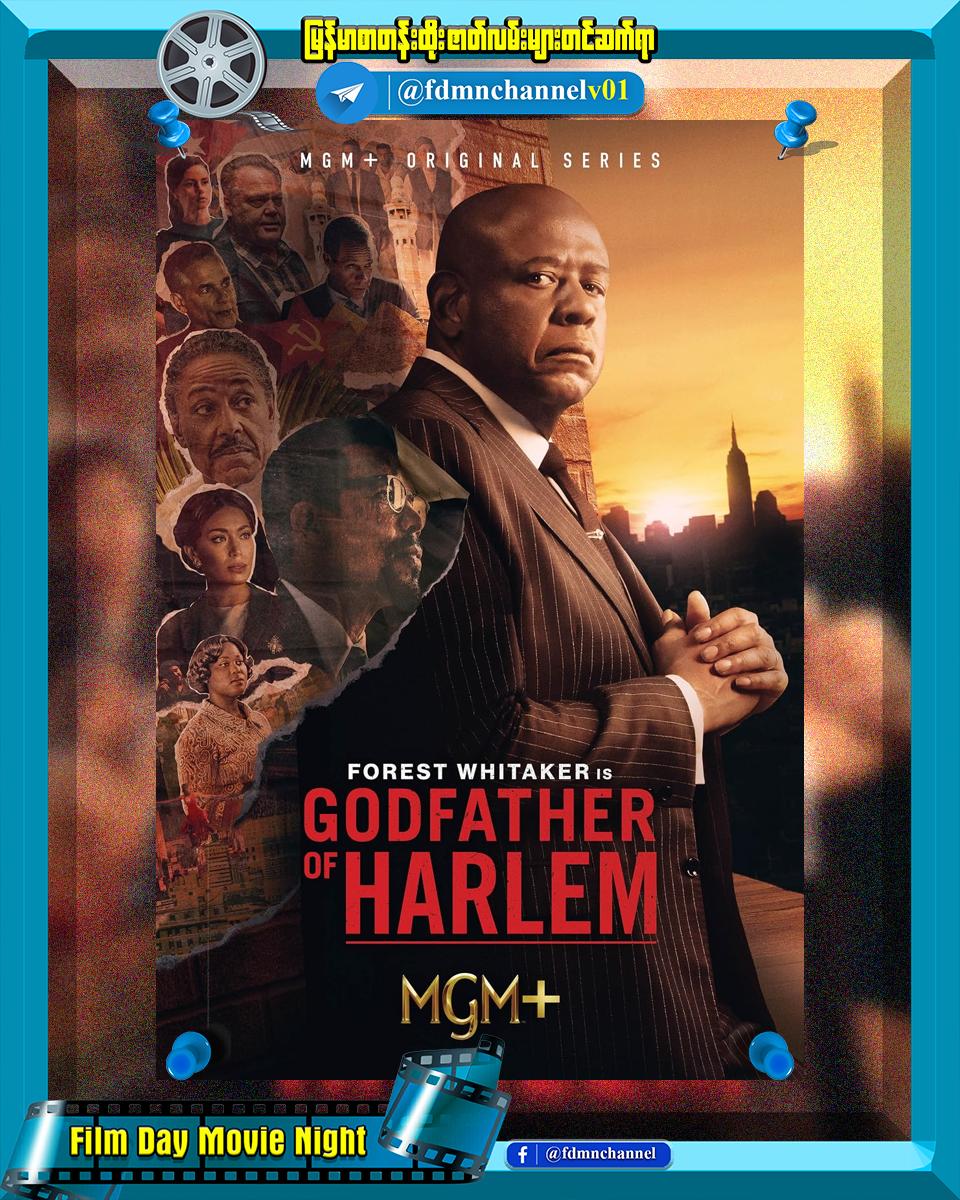 မြန်မာစာတန်းထိုးဇာတ်လမ်းများတင်ဆက်ရာ
@fdmnchannelv01
MGM+ ORIGINAL SERIES
FOREST WHITAKER IS
GODFATHER
OF HARLEM
MGM+
Film Day Movie Night
@fdmnchannel